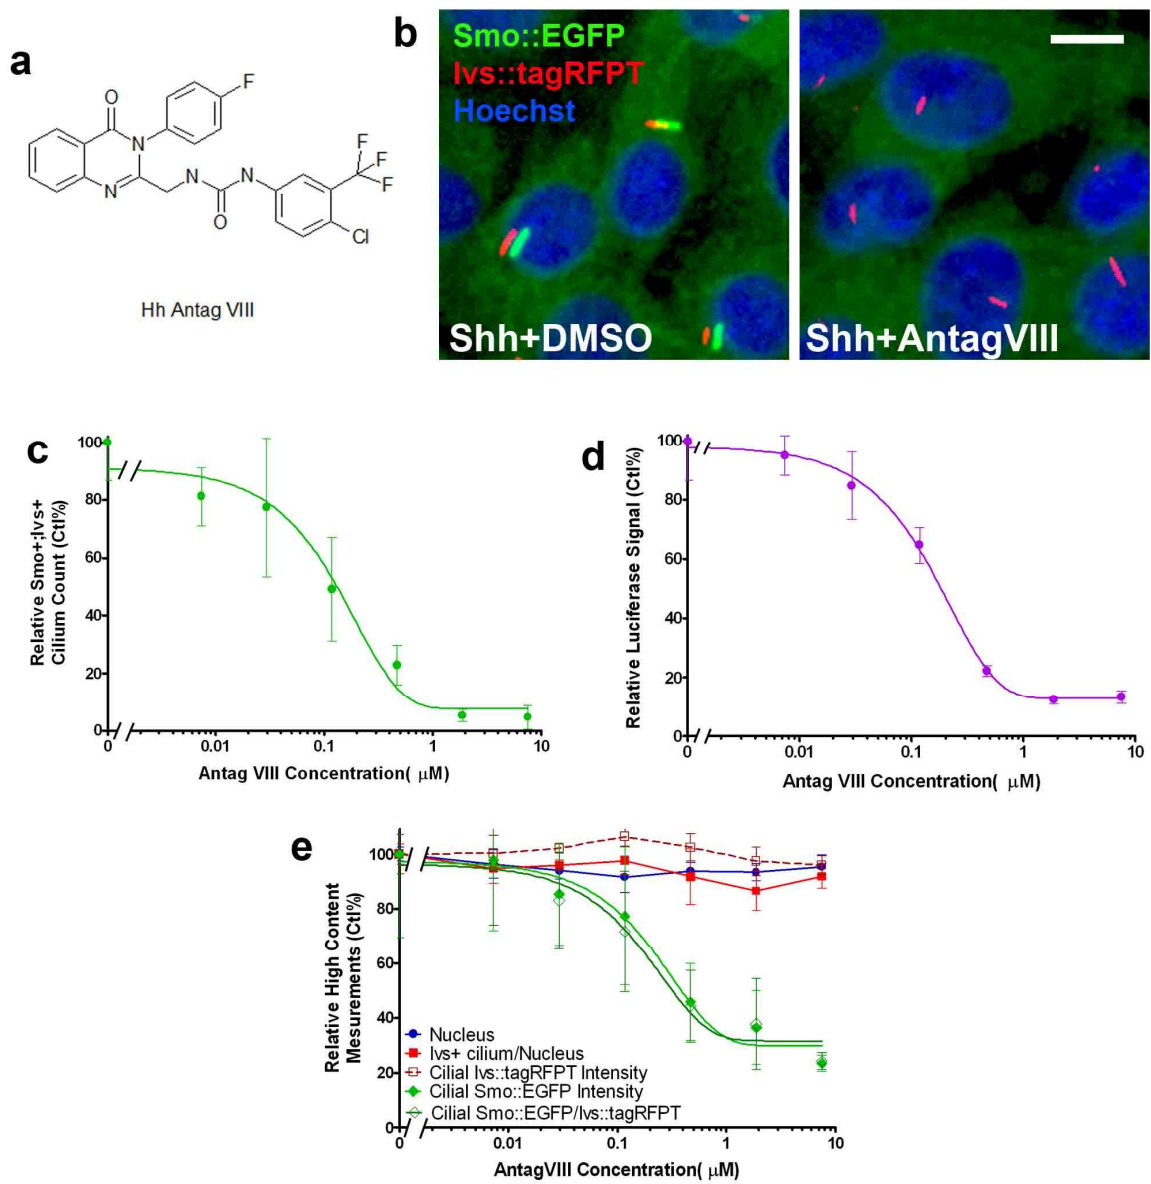 a
F
O
N
N
N
N
O
F
F
F
Cl
Hh Antag VIII
b
Smo::EGFP
Ivs::tagRFPT
Hoechst
Shh+DMSO
Shh+AntagVIII
c
Relative Smo+;Ivs+
Cilium Count (Ctl%)
100
80
60
40
20
0
0
0.01
0.1
1
10
Antag VIII Concentration( μM)
d
Relative Luciferase Signal (Ctl%)
100
80
60
40
20
0
0
0.01
0.1
1
10
Antag VIII Concentration( μM)
e
Relative High Content
Mesurements (Ctl%)
100
80
60
40
20
0
Nucleus
Ivs+ cilium/Nucleus
Cilial Ivs::tagRFPT Intensity
Cilial Smo::EGFP Intensity
Cilial Smo::EGFP/Ivs::tagRFPT
0
0.01
0.1
1
10
AntagVIII Concentration( μM)